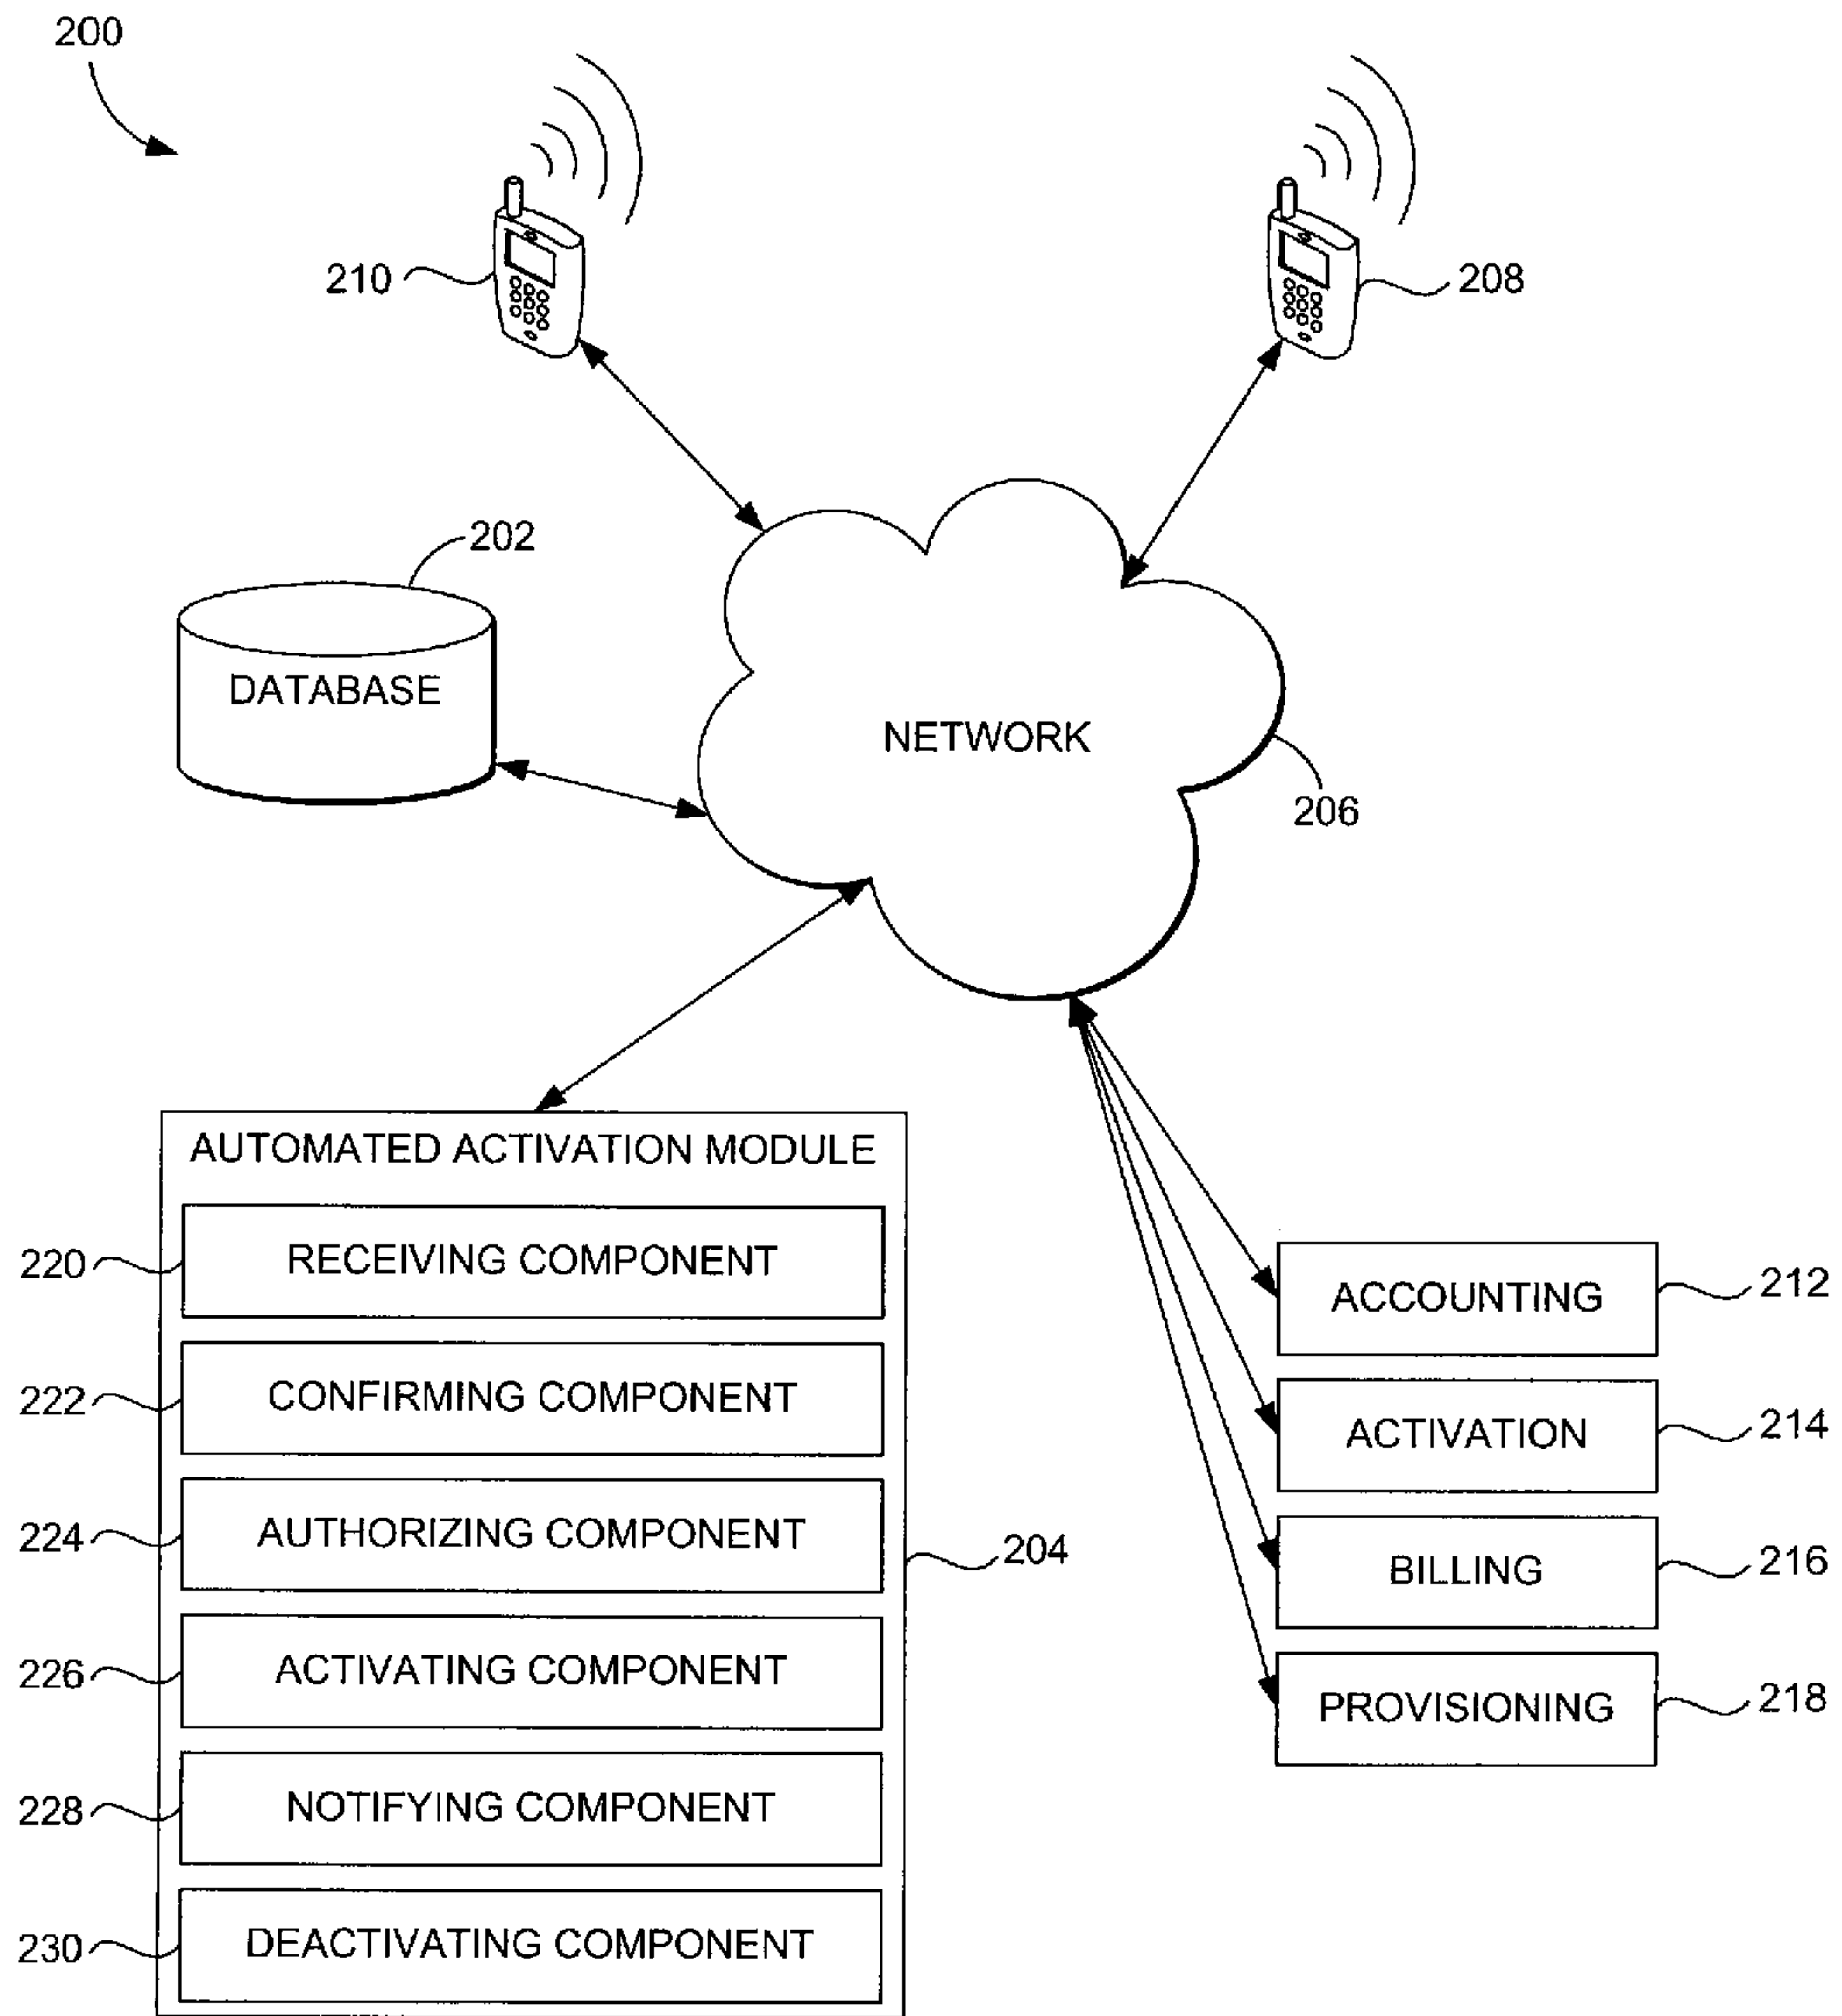 200
210
208
202
DATABASE
NETWORK
206
AUTOMATED ACTIVATION MODULE
220
RECEIVING COMPONENT
222
CONFIRMING COMPONENT
224
AUTHORIZING COMPONENT
204
226
ACTIVATING COMPONENT
228
NOTIFYING COMPONENT
230
DEACTIVATING COMPONENT
ACCOUNTING
212
ACTIVATION
214
BILLING
216
PROVISIONING
218